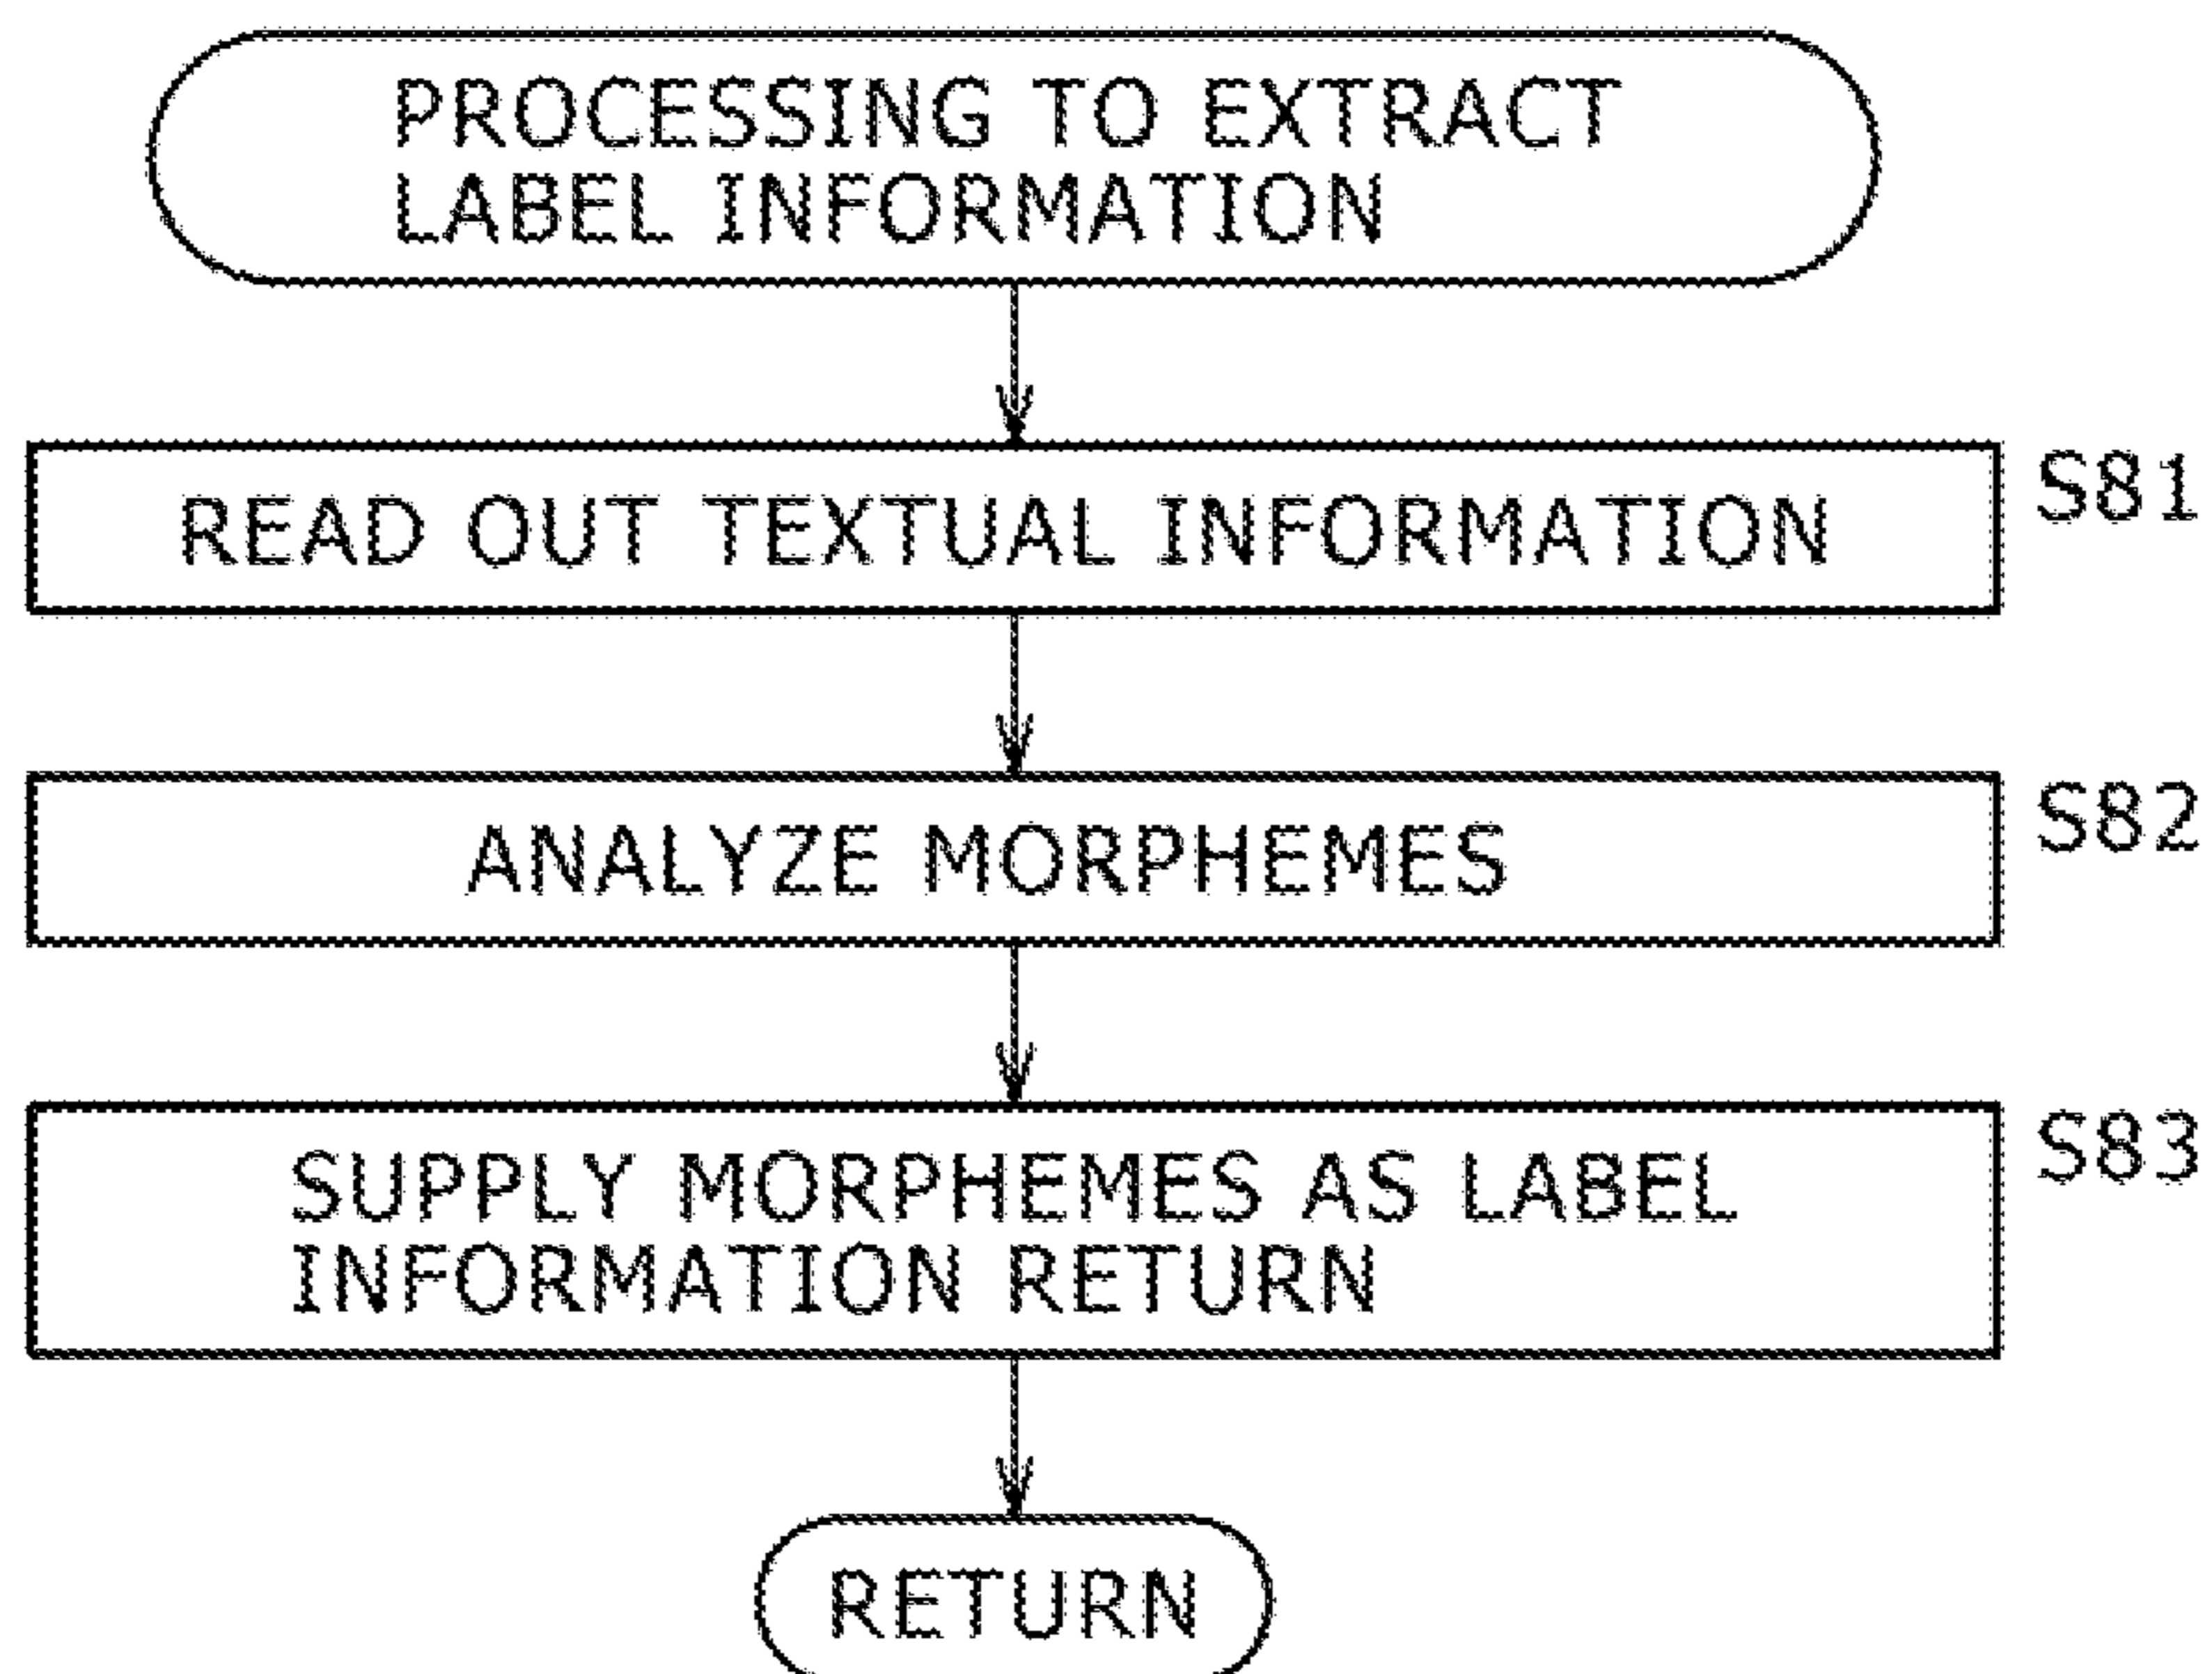 PROCESSING TO EXTRACT
LABEL INFORMATION
READ OUT TEXTUAL INFORMATION
S81
ANALYZE MORPHEMES
S82
SUPPLY MORPHEMES AS LABEL
INFORMATION RETURN
S83
RETURN